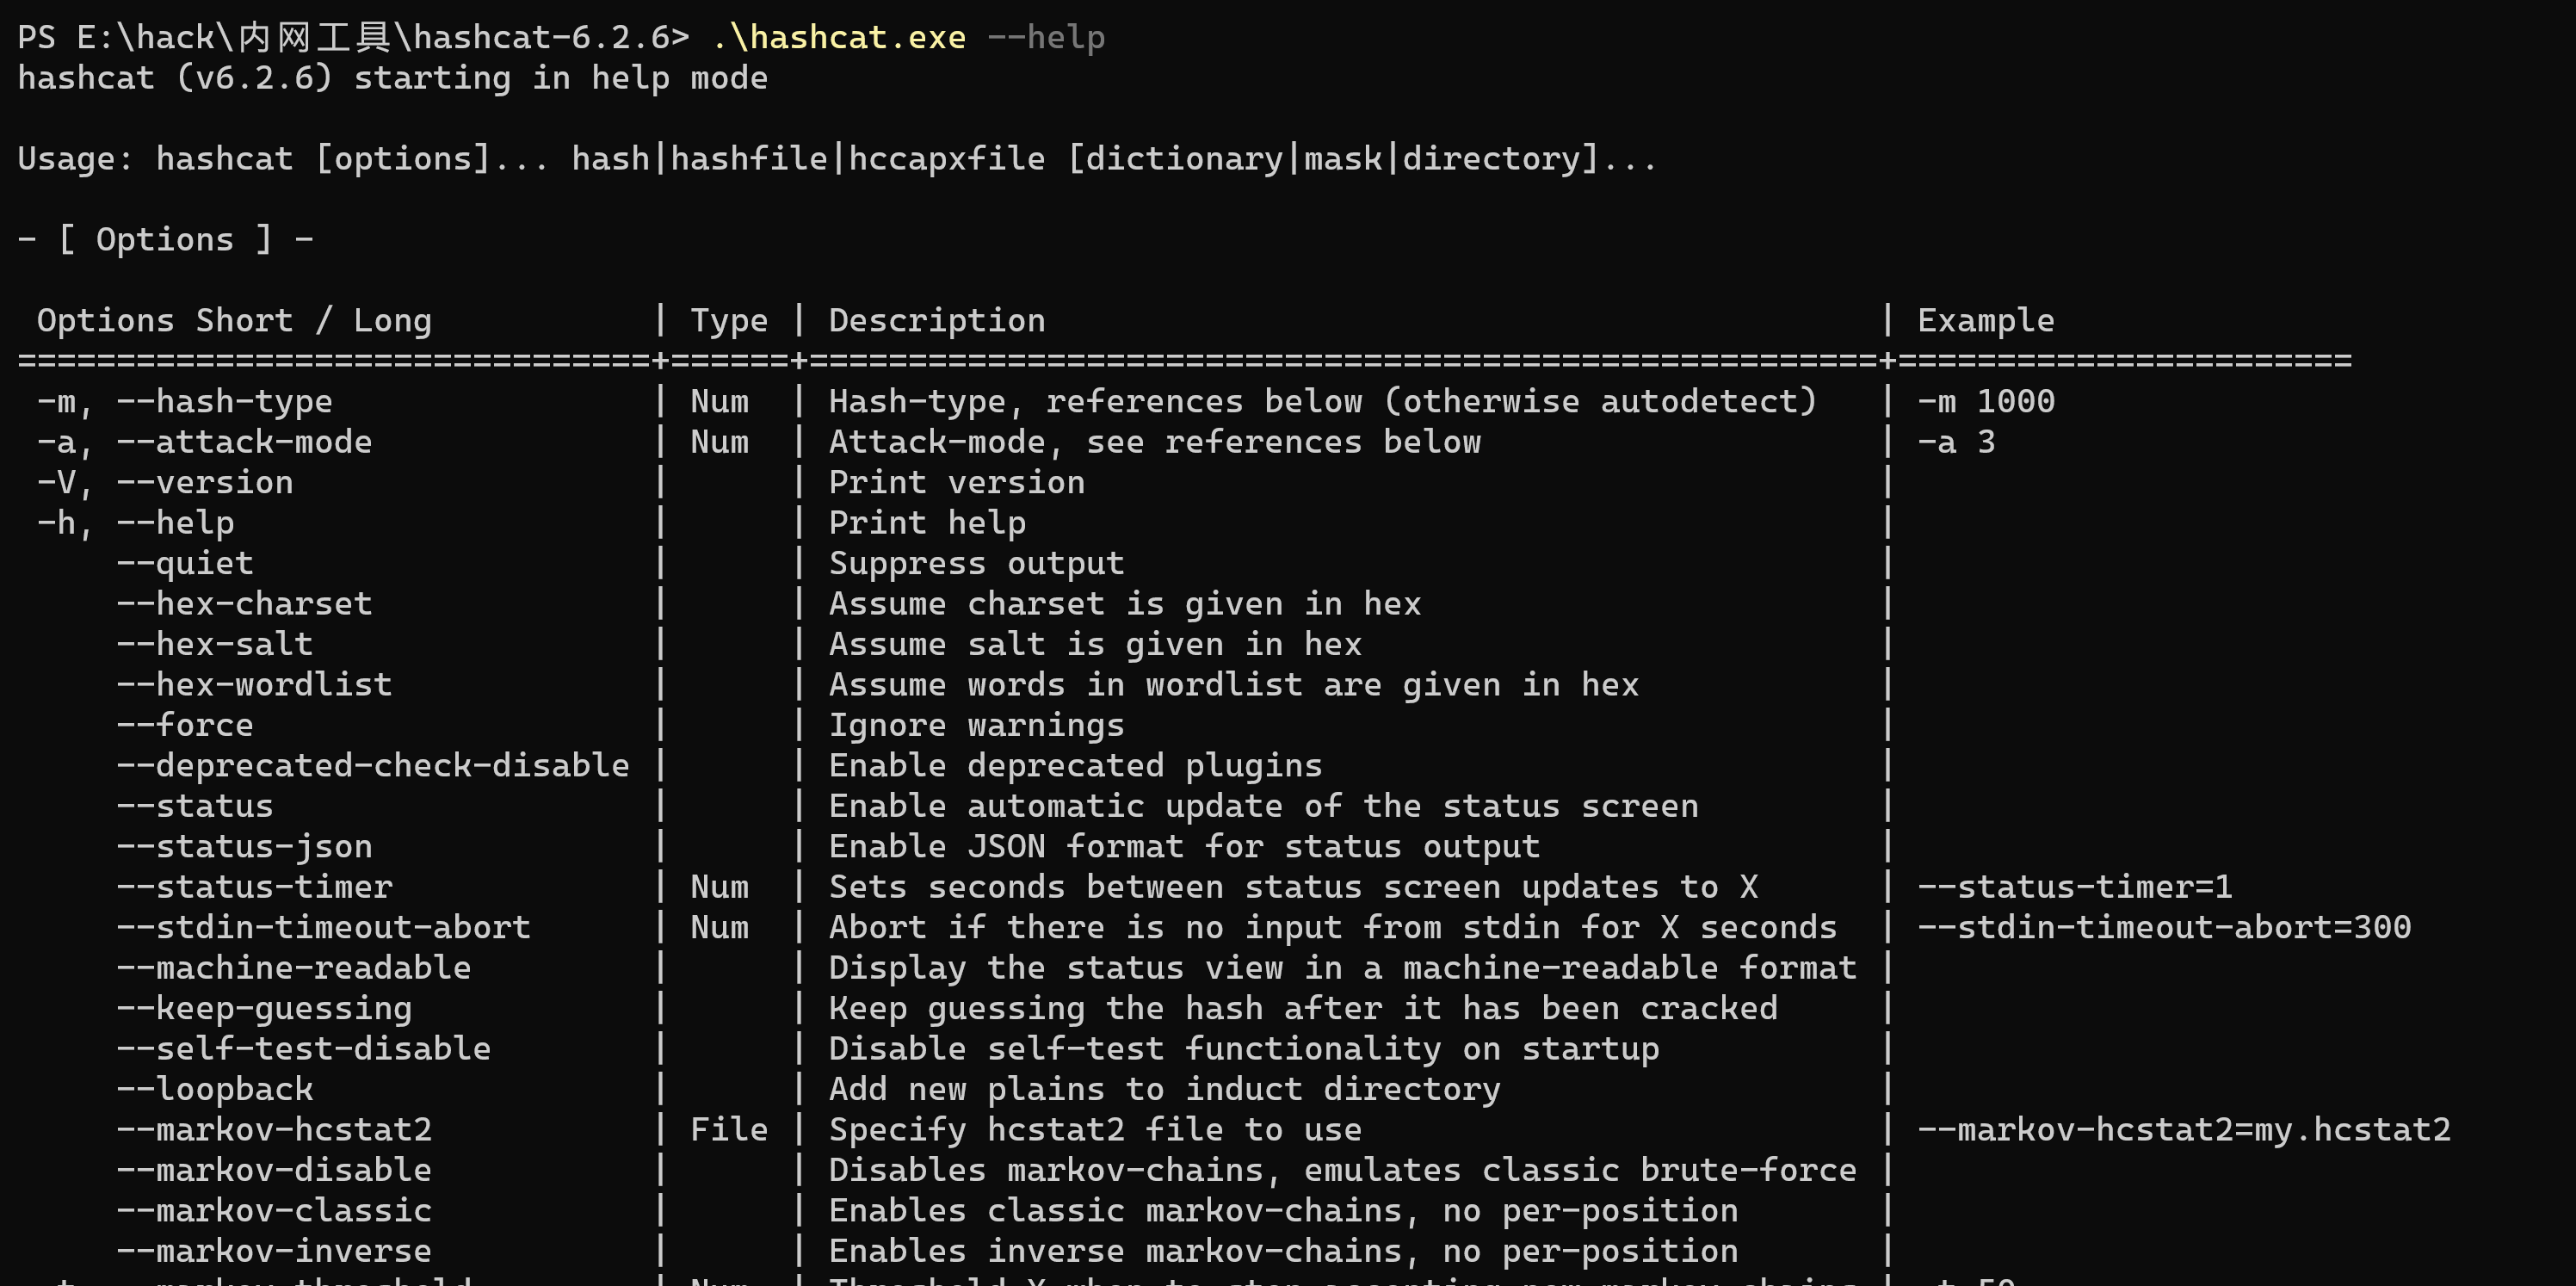 PS E:\hack\内网工具\hashcat-6.2.6> .\hashcat.exe --help
hashcat (v6.2.6) starting in help mode
Usage: hashcat [options]... hash|hashfile|hccapxfile [dictionary|mask|directory]...
- [ Options ] -
Options Short / Long | Type | Description | Example
================================+======+======================================================+=======================
-m, --hash-type | Num | Hash-type, references below (otherwise autodetect) | -m 1000
-a, --attack-mode | Num | Attack-mode, see references below | -a 3
-V, --version | | Print version |
-h, --help | | Print help |
--quiet | | Suppress output |
--hex-charset | | Assume charset is given in hex |
--hex-salt | | Assume salt is given in hex |
--hex-wordlist | | Assume words in wordlist are given in hex |
--force | | Ignore warnings |
--deprecated-check-disable | | Enable deprecated plugins |
--status | | Enable automatic update of the status screen |
--status-json | | Enable JSON format for status output |
--status-timer | Num | Sets seconds between status screen updates to X | --status-timer=1
--stdin-timeout-abort | Num | Abort if there is no input from stdin for X seconds | --stdin-timeout-abort=300
--machine-readable | | Display the status view in a machine-readable format |
--keep-guessing | | Keep guessing the hash after it has been cracked |
--self-test-disable | | Disable self-test functionality on startup |
--loopback | | Add new plains to induct directory |
--markov-hcstat2 | File | Specify hcstat2 file to use | --markov-hcstat2=my.hcstat2
--markov-disable | | Disables markov-chains, emulates classic brute-force |
--markov-classic | | Enables classic markov-chains, no per-position |
--markov-inverse | | Enables inverse markov-chains, no per-position |